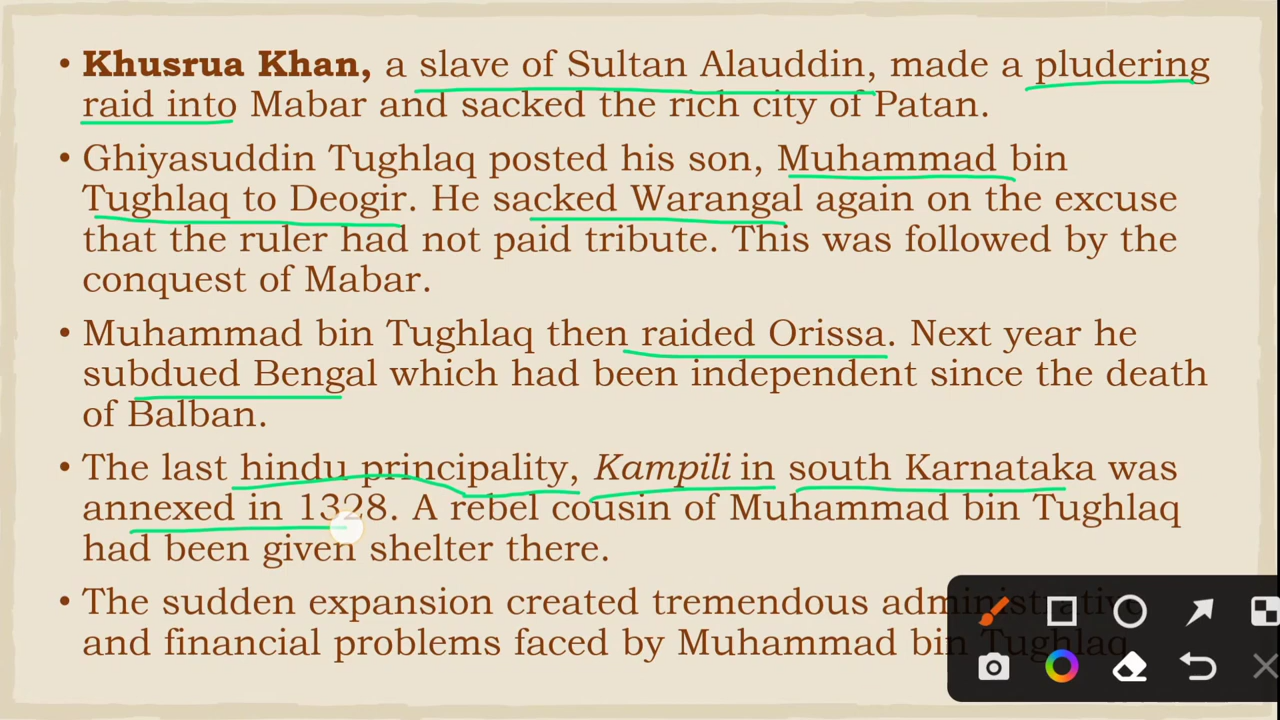 • Khusrua Khan, a slave of Sultan Alauddin, made a pludering
raid into Mabar and sacked the rich city of Patan.
• Ghiyasuddin Tughlaq posted his son, Muhammad bin
Tughlaq to Deogir. He sacked Warangal again on the excuse
that the ruler had not paid tribute. This was followed by the
conquest of Mabar.
• Muhammad bin Tughlaq then raided Orissa. Next year he
subdued Bengal which had been independent since the death
of Balban.
• The last hindu principality, Kampili in south Karnataka was
annexed in 1328. A rebel cousin of Muhammad bin Tughlaq
had been given shelter there.
• The sudden expansion created tremendous administrative
and financial problems faced by Muhammad bin Tughlaq